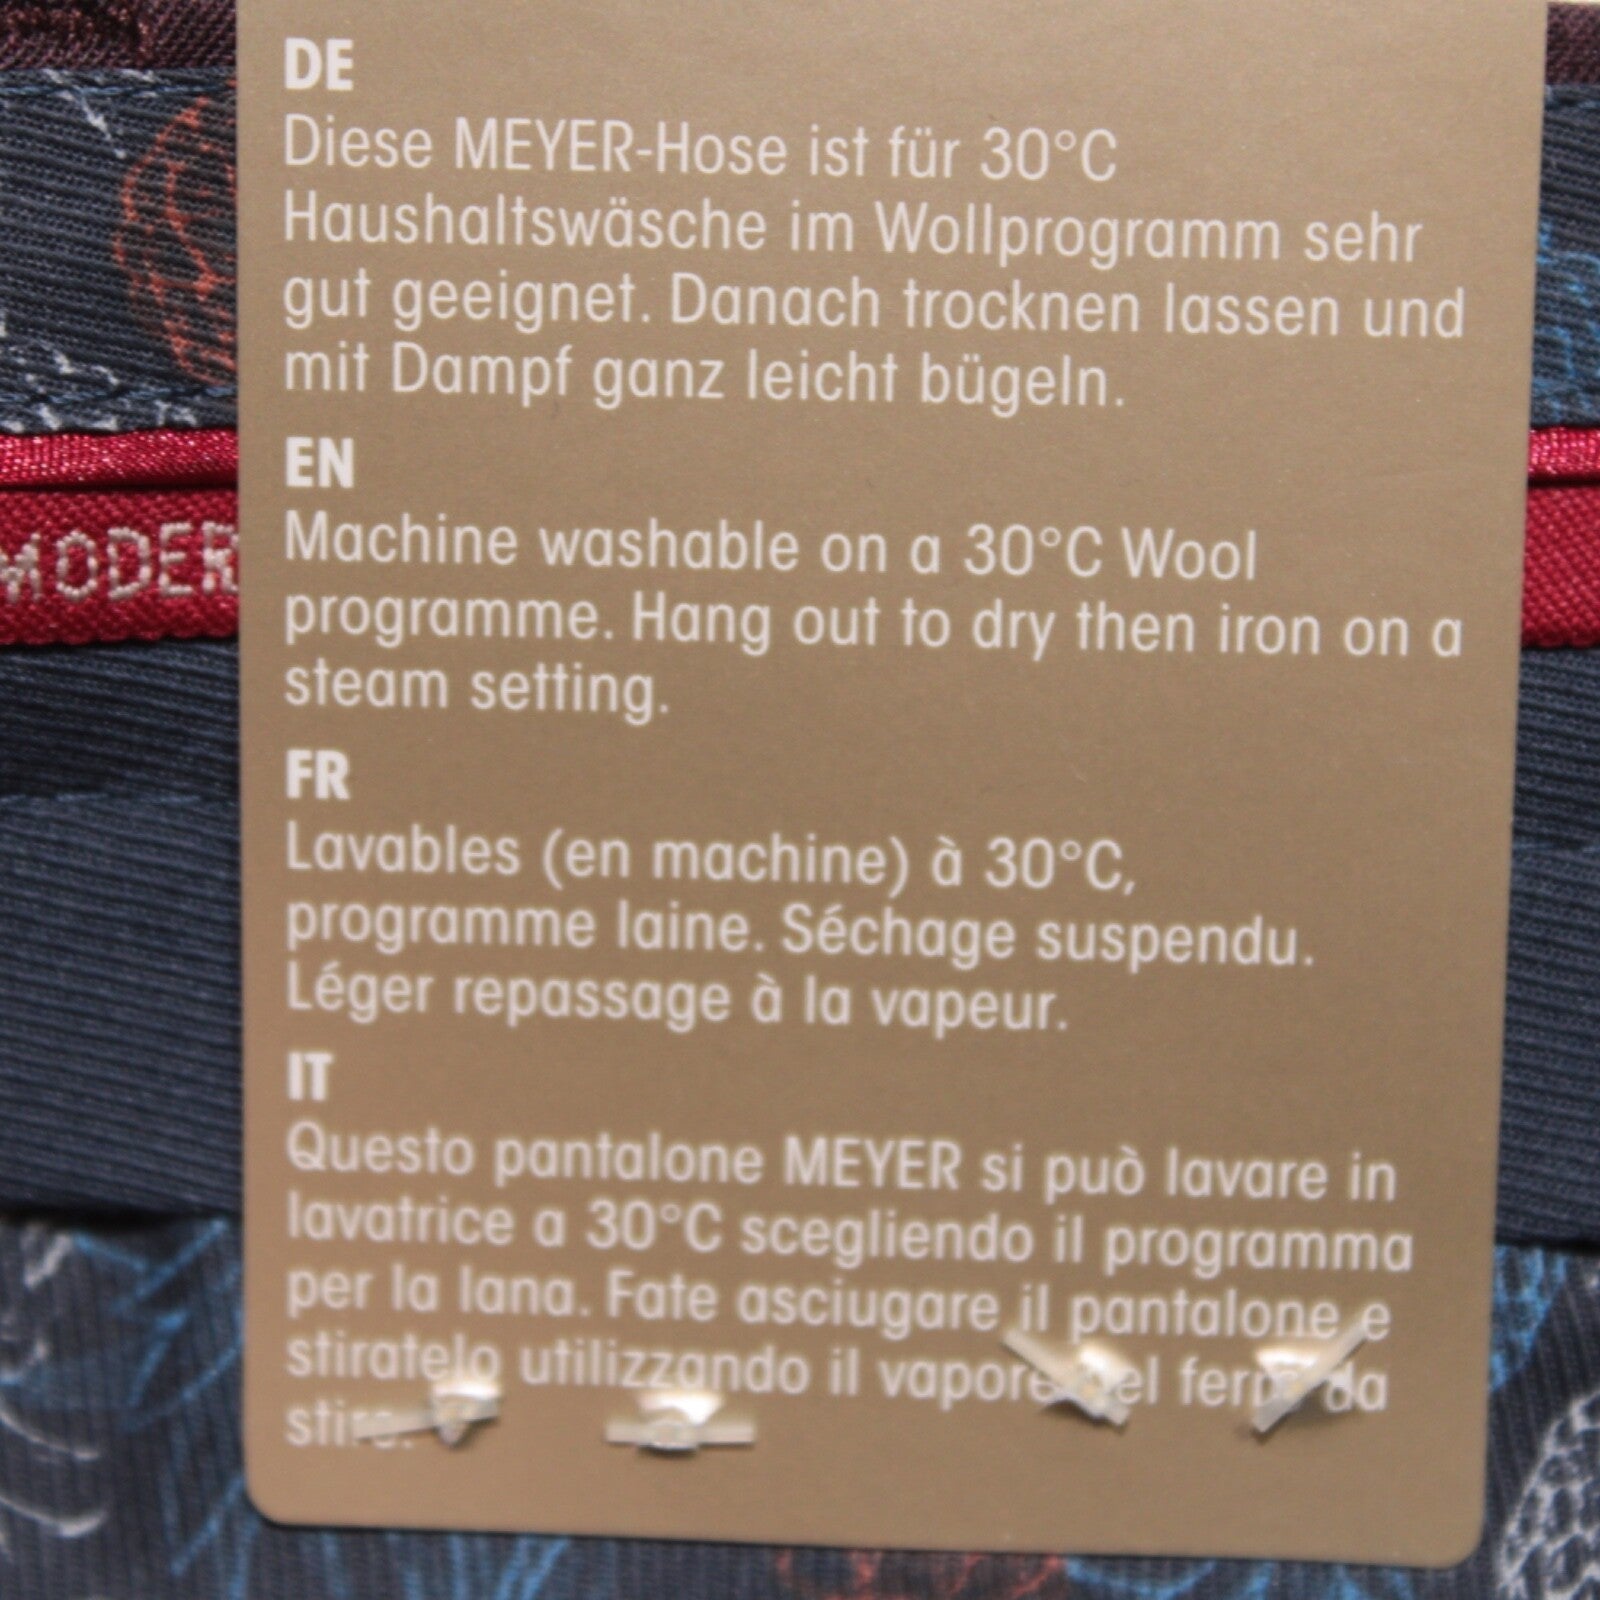 DE
Diese MEYER-Hose ist für 30°C
Haushaltswäsche im Wollprogramm sehr
gut geeignet. Danach trocknen lassen und
mit Dampf ganz leicht bügeln.
MODER
EN
Machine washable on a 30°C Wool
programme. Hang out to dry then iron on a
steam setting.
FR
Lavables (en machine) à 30°C,
programme laine. Séchage suspendu.
Léger repassage à la vapeur.
IT
Questo pantalone MEYER si può lavare in
lavatrice a 30°C scegliendo il programma
per la lana. Fate asciugare il pantalone e
stiratelo utilizzando il vapore del ferro da
stiro.